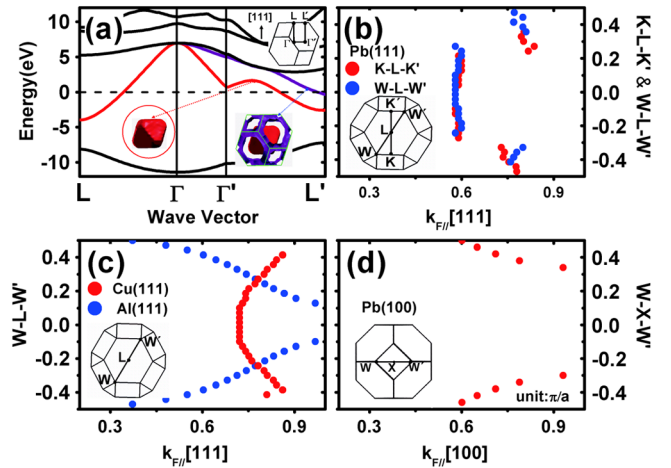 (a)
[111]
L L'
Γ Γ''
Energy(eV)
10
5
0
-5
-10
L Γ Γ' L'
Wave Vector
(b)
Pb(111)
K-L-K'
W-L-W'
K'
W'
L
W
K
0.4
0.2
0.0
-0.2
-0.4
K-L-K' & W-L-W'
0.3 0.6 0.9
kF//[111]
(c)
Cu(111)
Al(111)
W'
L
W
W-L-W'
0.4
0.2
0.0
-0.2
-0.4
0.3 0.6 0.9
kF//[111]
(d)
Pb(100)
W X W'
unit:π/a
0.4
0.2
0.0
-0.2
-0.4
W-X-W'
0.3 0.6 0.9
kF//[100]